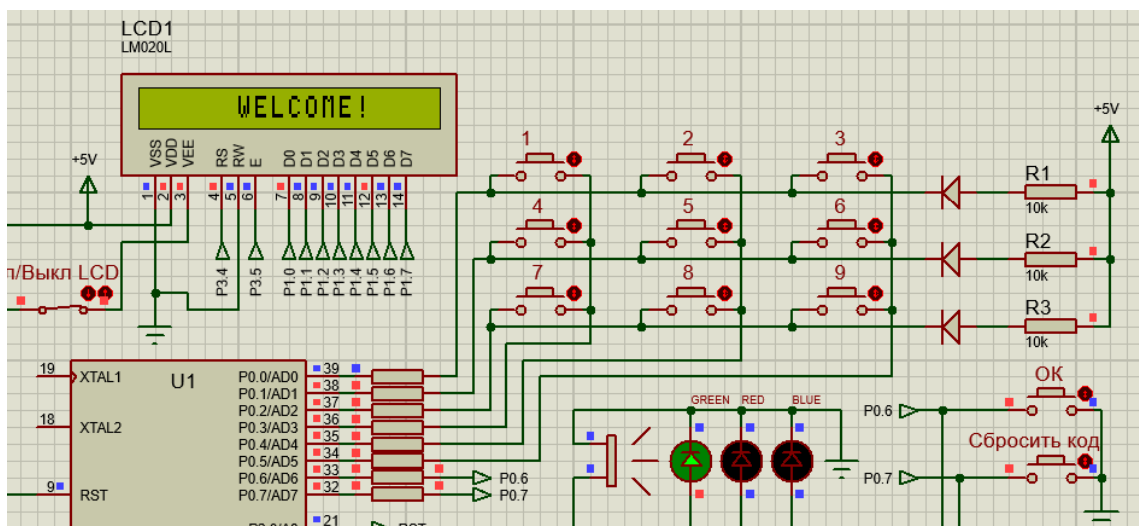 LCD1
LM020L
WELCOME!
VSS VDD VEE RS RW E D0 D1 D2 D3 D4 D5 D6 D7
1 2 3 4 5 6 7 8 9 10 11 12 13 14
P3.4 P3.5 P1.0 P1.1 P1.2 P1.3 P1.4 P1.5 P1.6 P1.7
+5V
+5V
1 2 3
4 5 6
7 8 9
R1
10k
R2
10k
R3
10k
л/Выкл LCD
U1
19 XTAL1
18 XTAL2
9 RST
P0.0/AD0 39
P0.1/AD1 38
P0.2/AD2 37
P0.3/AD3 36
P0.4/AD4 35
P0.5/AD5 34
P0.6/AD6 33 P0.6
P0.7/AD7 32 P0.7
21
GREEN RED BLUE
OK
P0.6
Сбросить код
P0.7